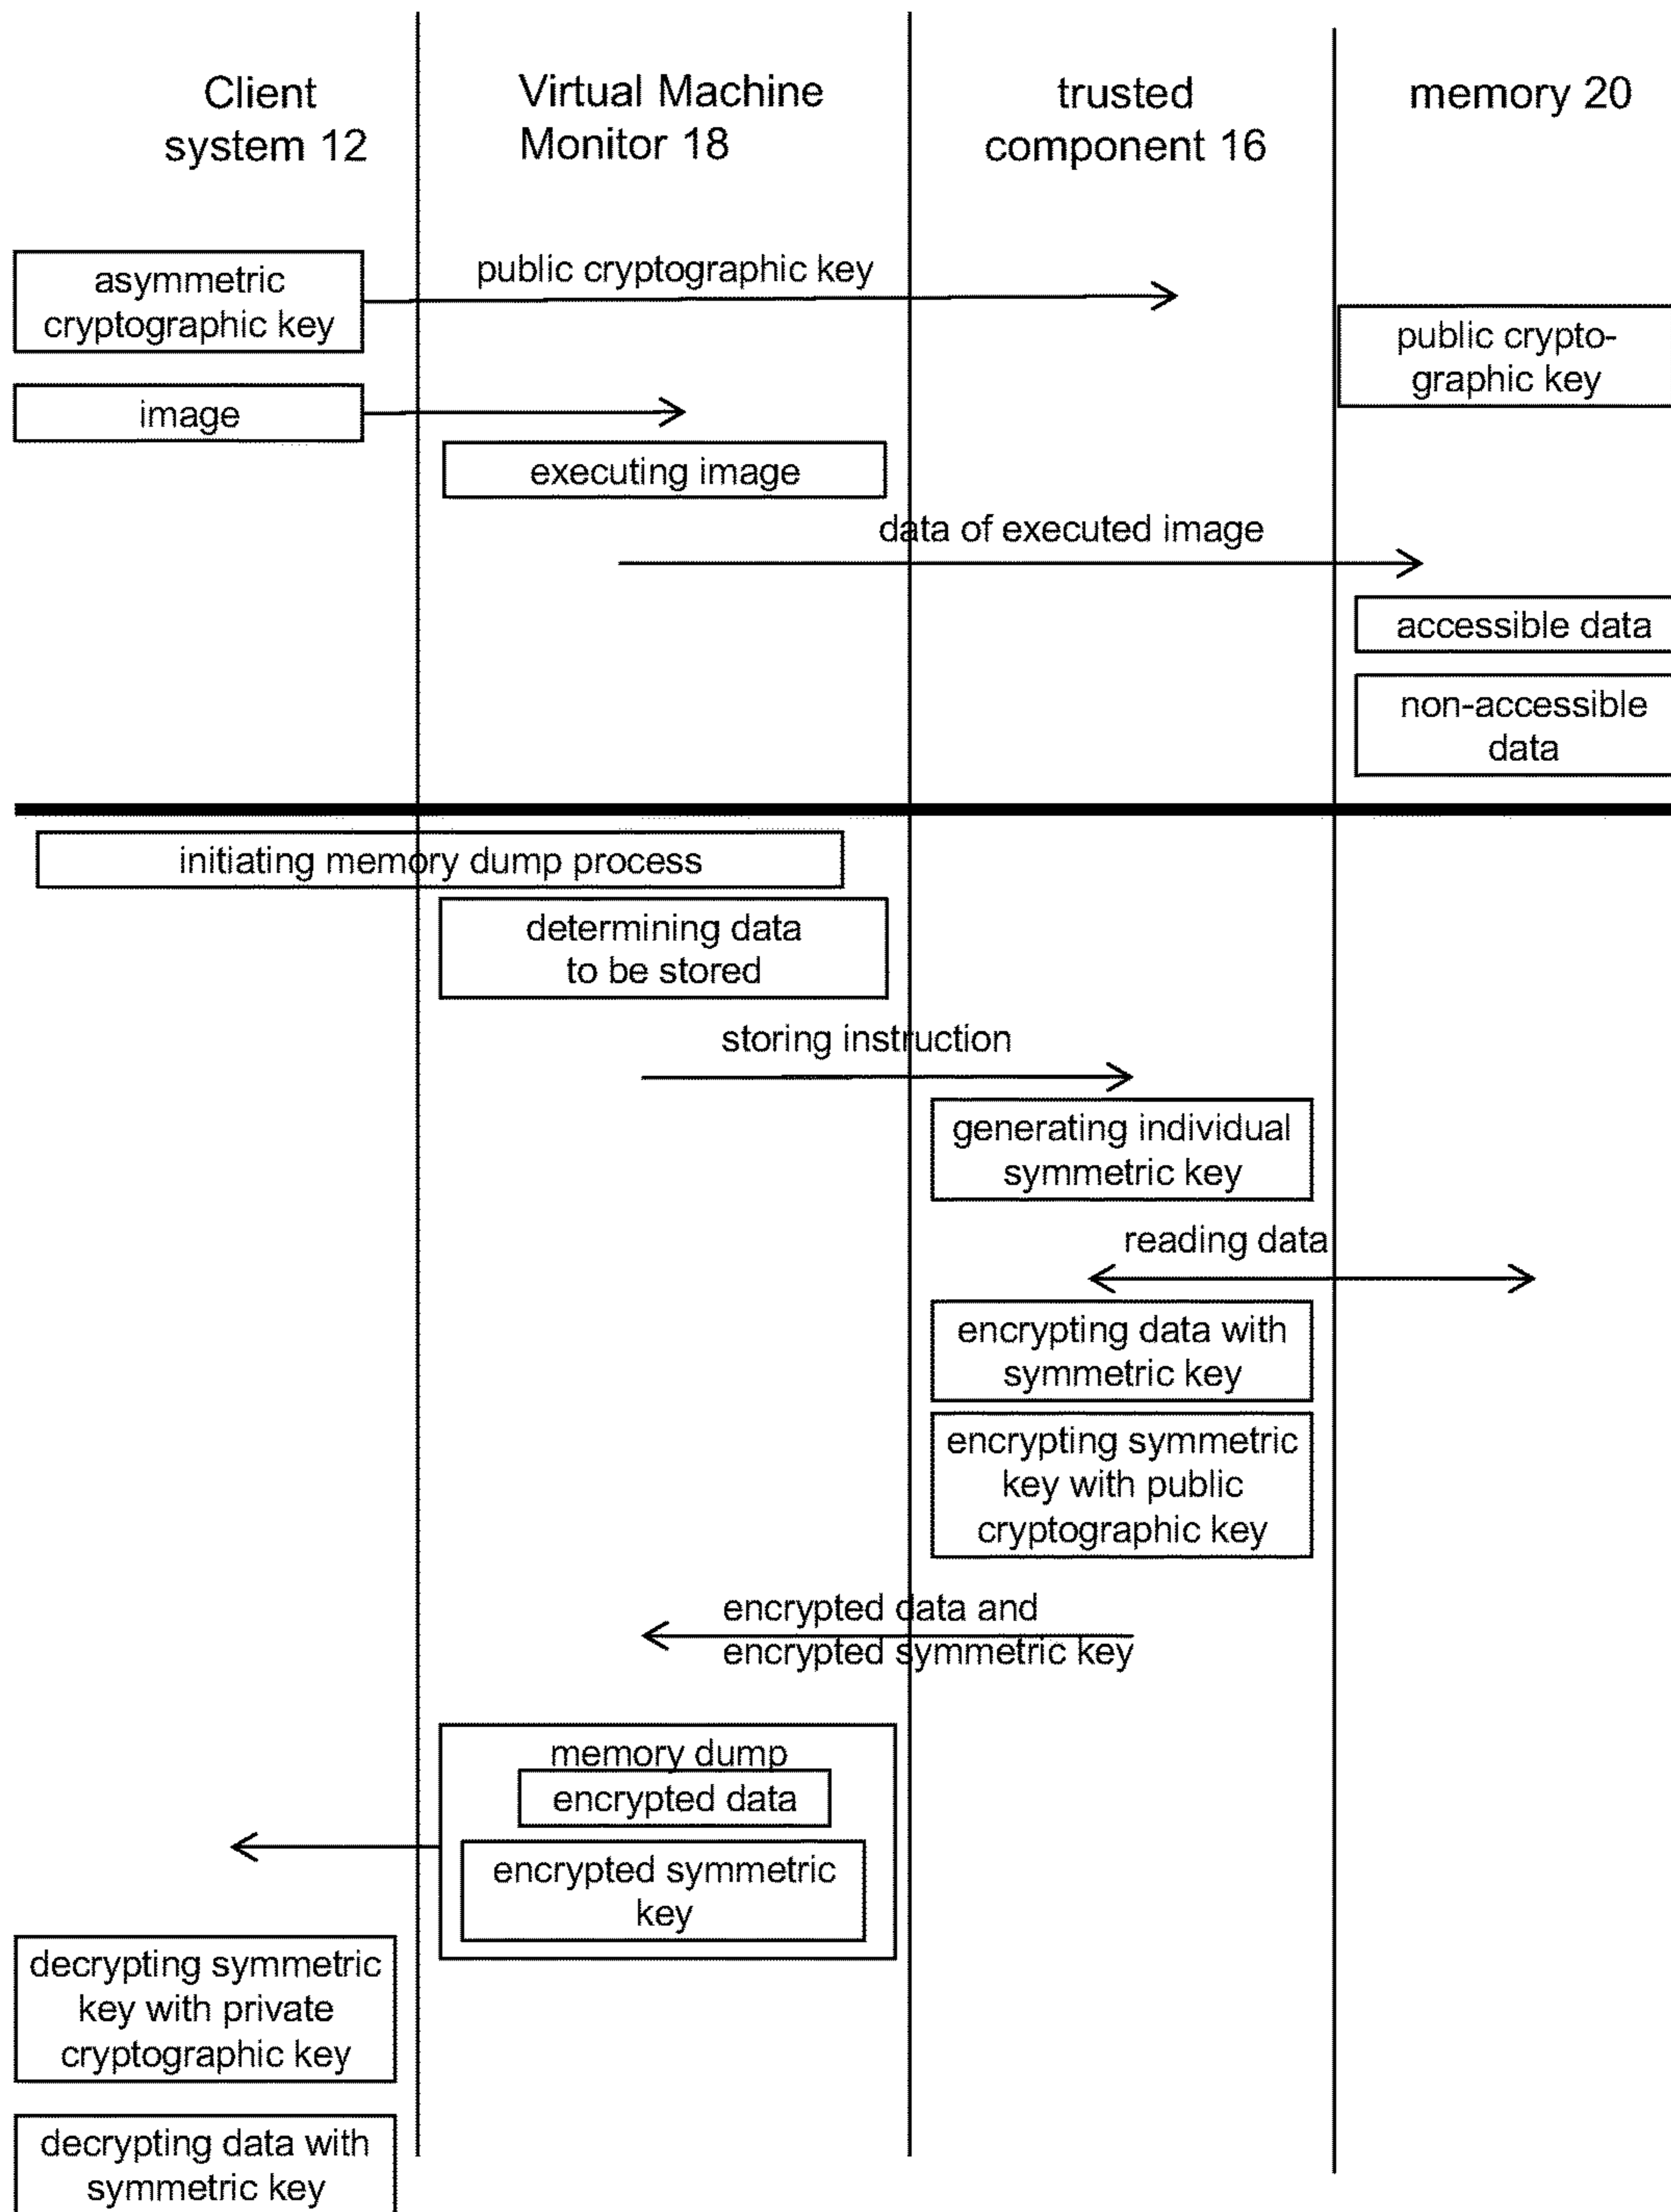 Client
system 12
Virtual Machine
Monitor 18
trusted
component 16
memory 20
asymmetric
cryptographic key
public cryptographic key
public crypto-
graphic key
image
executing image
data of executed image
accessible data
non-accessible
data
initiating memory dump process
determining data
to be stored
storing instruction
generating individual
symmetric key
reading data
encrypting data with
symmetric key
encrypting symmetric
key with public
cryptographic key
encrypted data and
encrypted symmetric key
memory dump
encrypted data
encrypted symmetric
key
decrypting symmetric
key with private
cryptographic key
decrypting data with
symmetric key